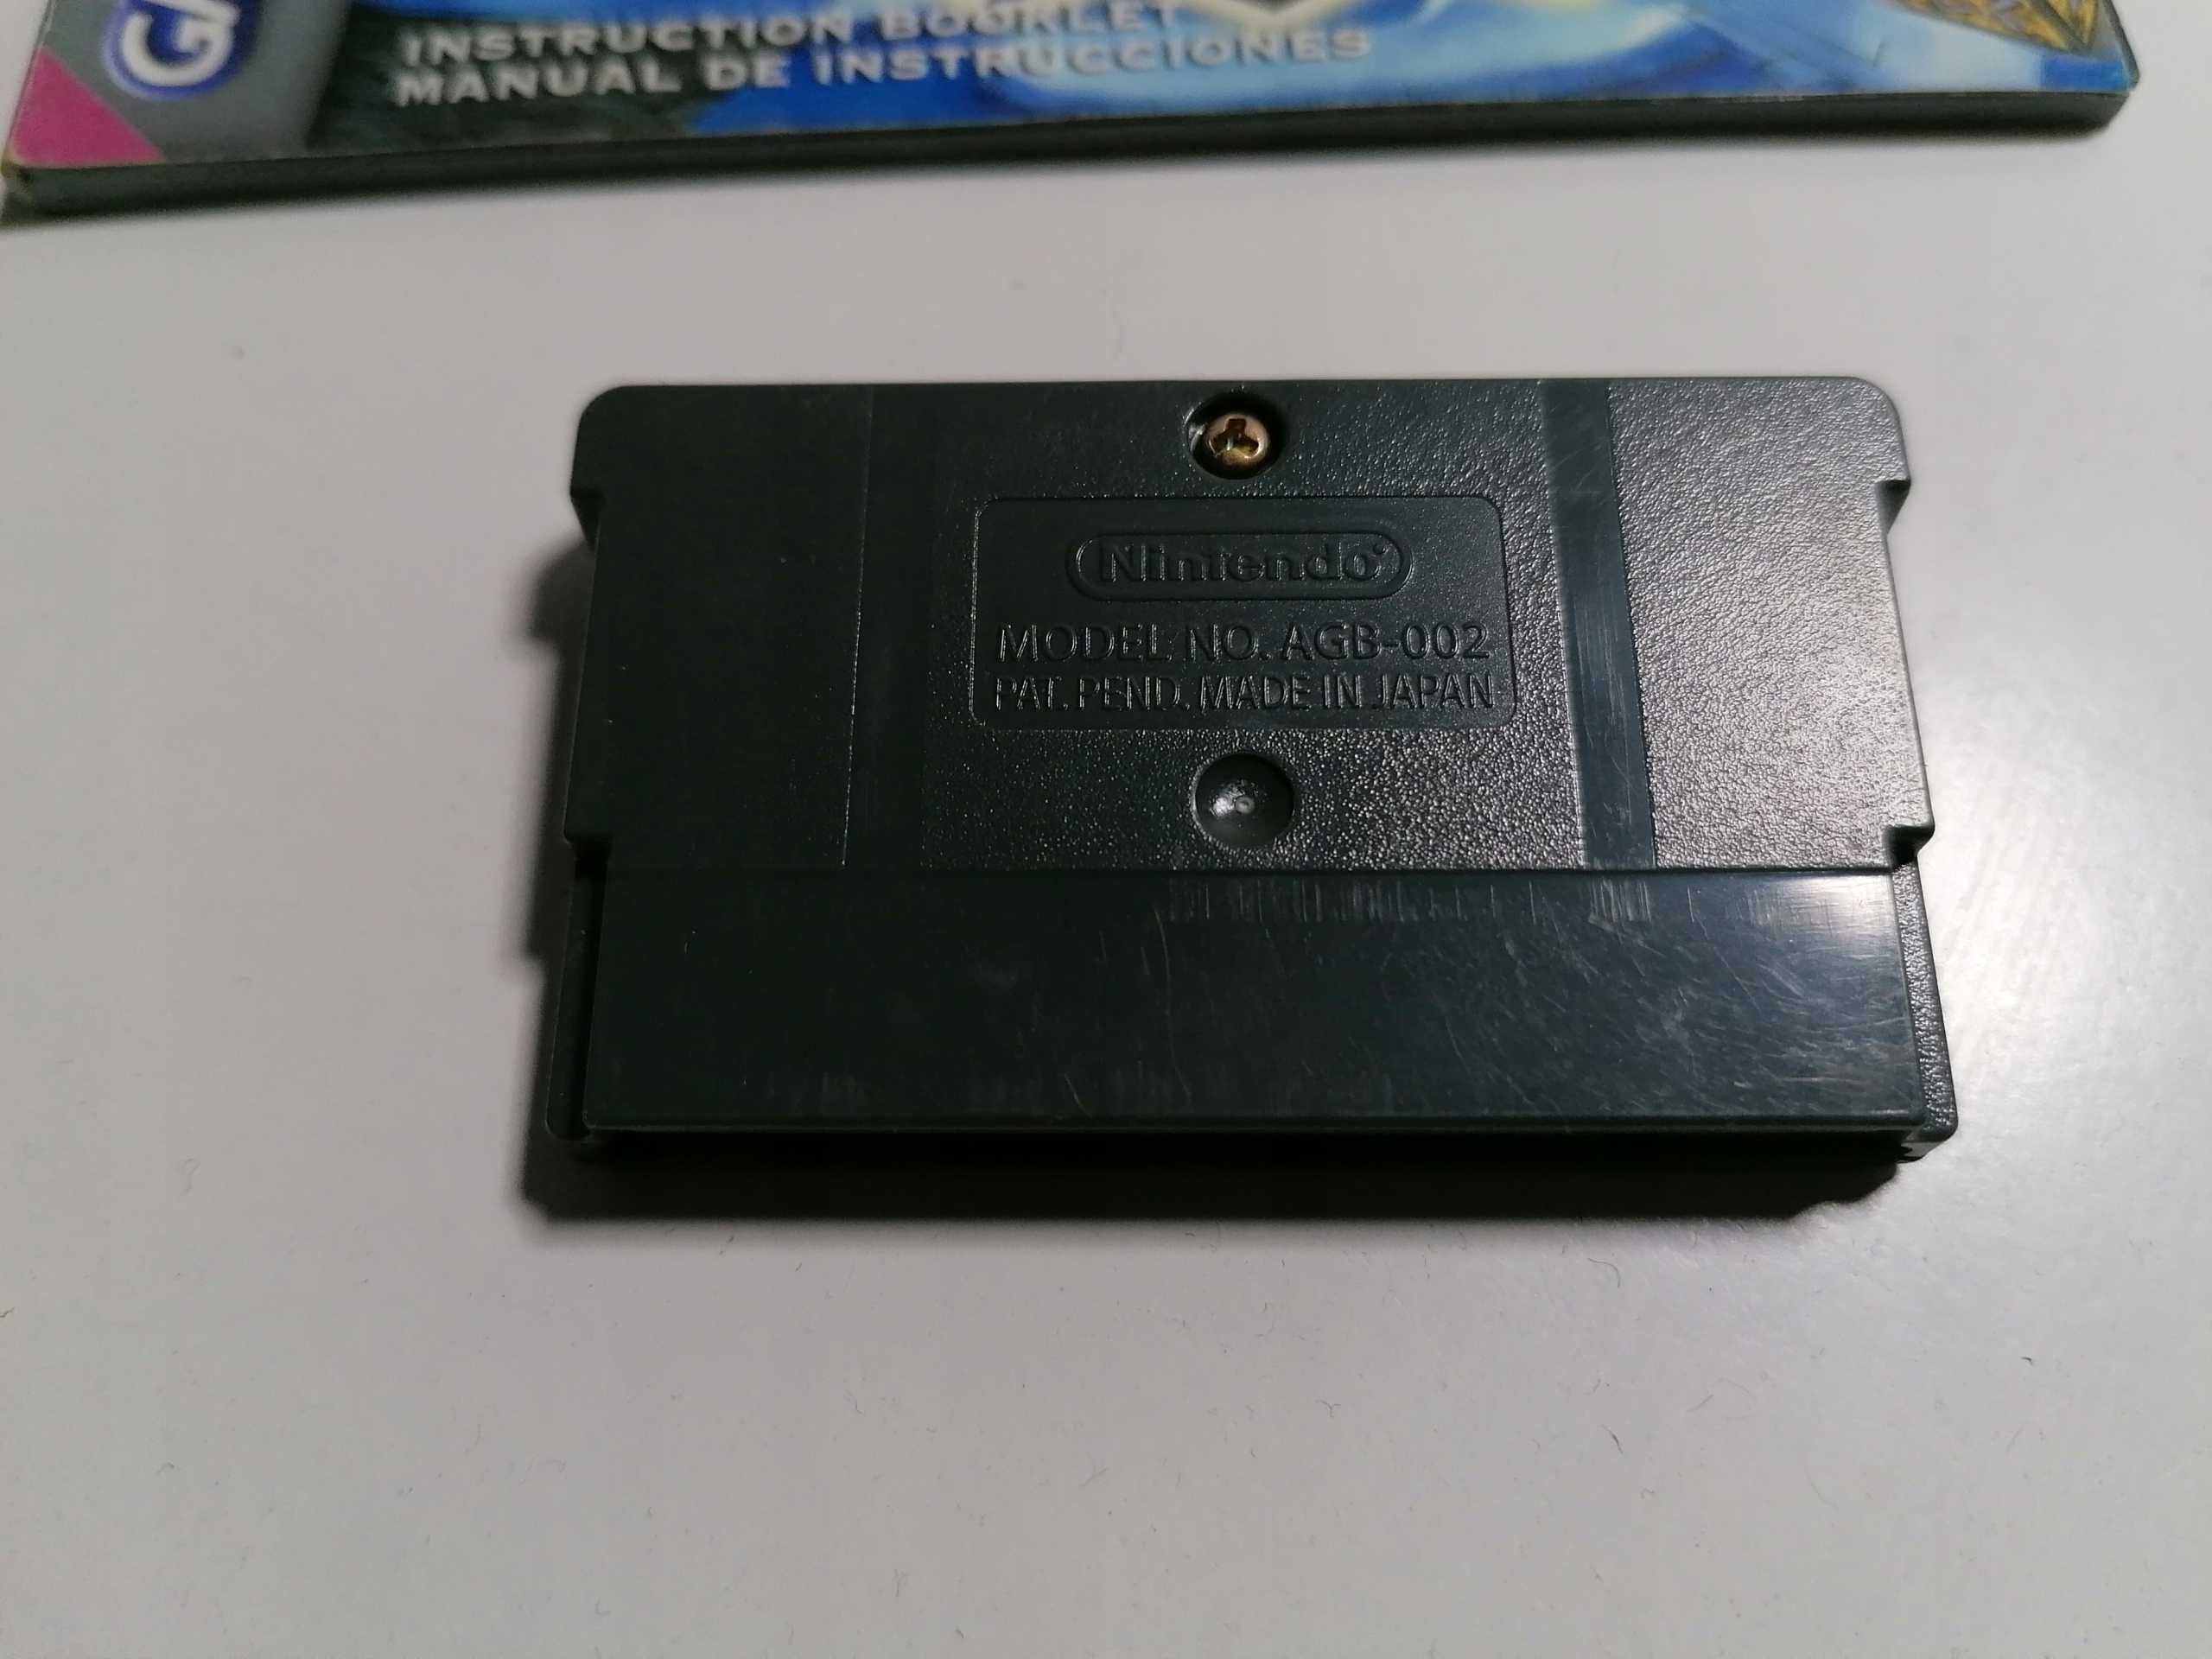 INSTRUCTION BOOKLET
MANUAL DE INSTRUCCIONES
Nintendo
MODEL NO. AGB-002
PAT. PEND. MADE IN JAPAN